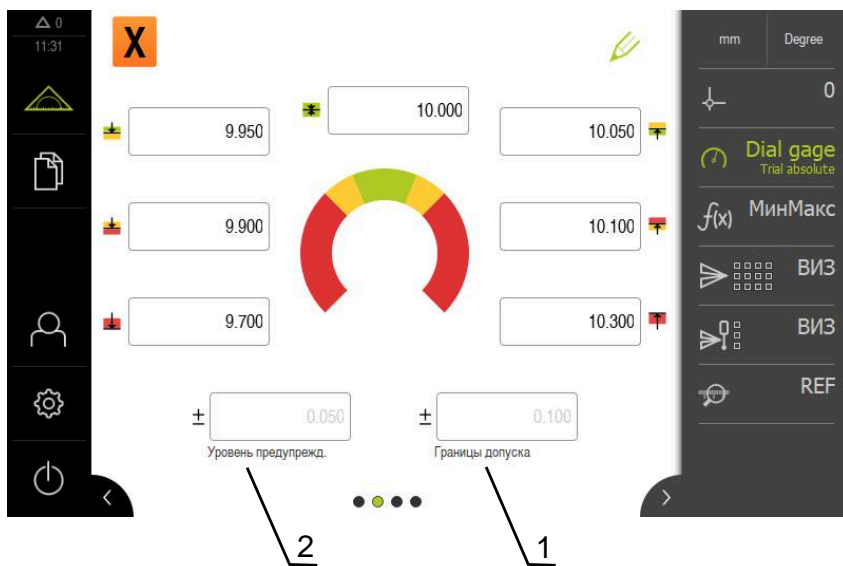 0
11:31
X
mm
Degree
0
Dial gage
Trial absolute
f(x)
МинМакс
ВИЗ
ВИЗ
REF
10.000
9.950
10.050
9.900
10.100
9.700
10.300
± 0.050
± 0.100
Уровень предупрежд.
Границы допуска
2
1